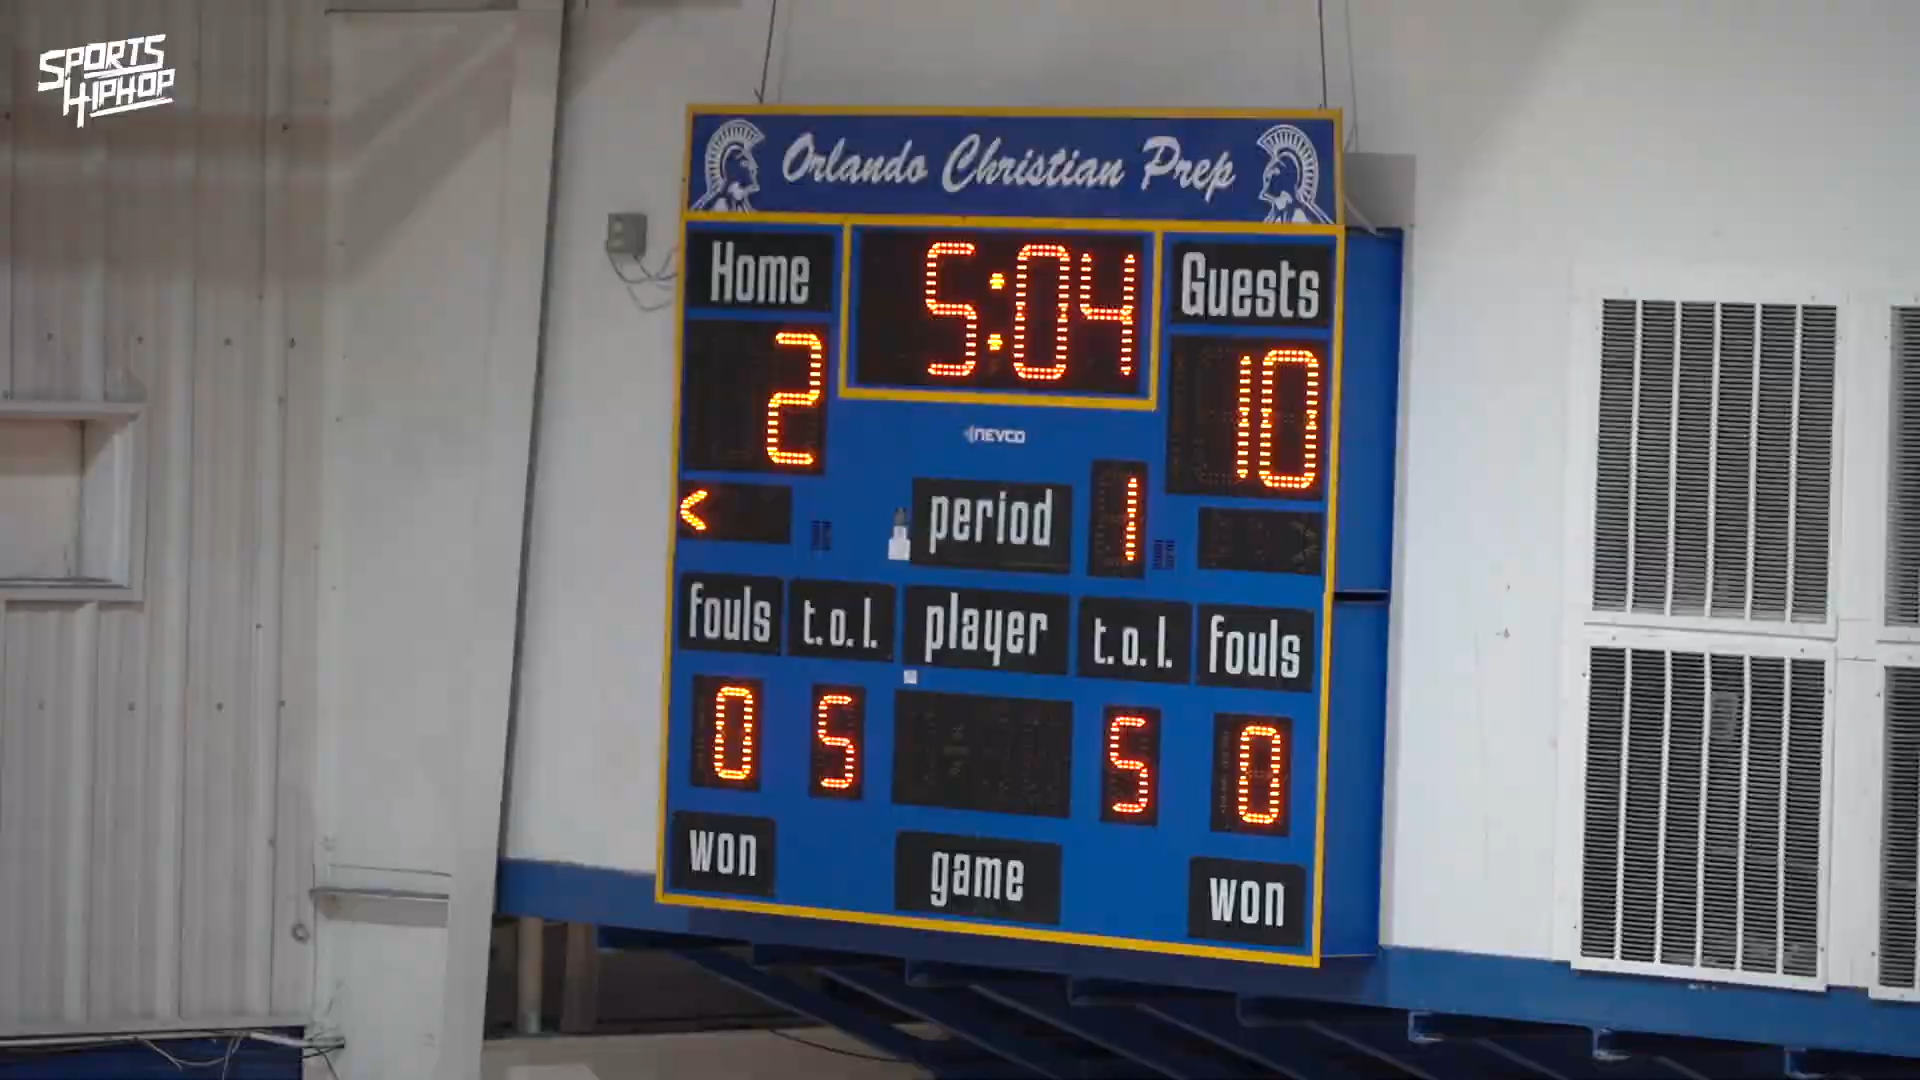 SPORTS
HIPHOP
Orlando Christian Prep
Home 5:04 Guests
2 10
NEVCO
< period 1
fouls t.o.l. player t.o.l. fouls
0 5 5 0
won game won